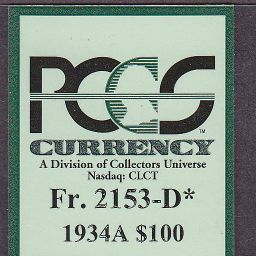 PCGS
™
CURRENCY
A Division of Collectors Universe
Nasdaq: CLCT
Fr. 2153-D*
1934A $100